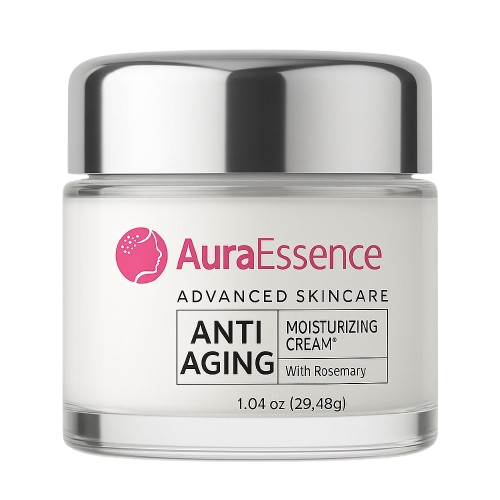 AuraEssence
ADVANCED SKINCARE
ANTI AGING
MOISTURIZING
CREAM®
With Rosemary
1.04 oz (29,48g)